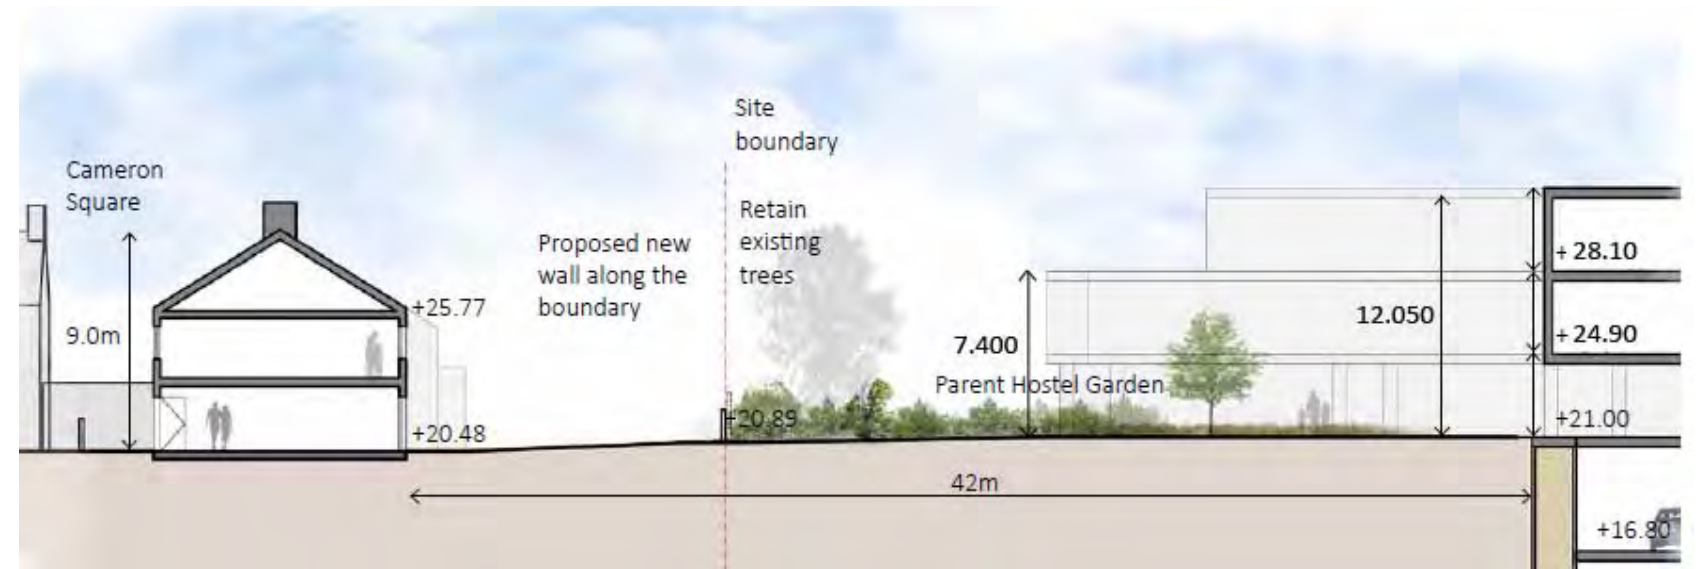 Cameron
Square
9.0m
+25.77
+20.48
Proposed new
wall along the
boundary
Site
boundary
Retain
existing
trees
+20.89
Parent Hostel Garden
7.400
12.050
+ 28.10
+ 24.90
+21.00
42m
+16.80